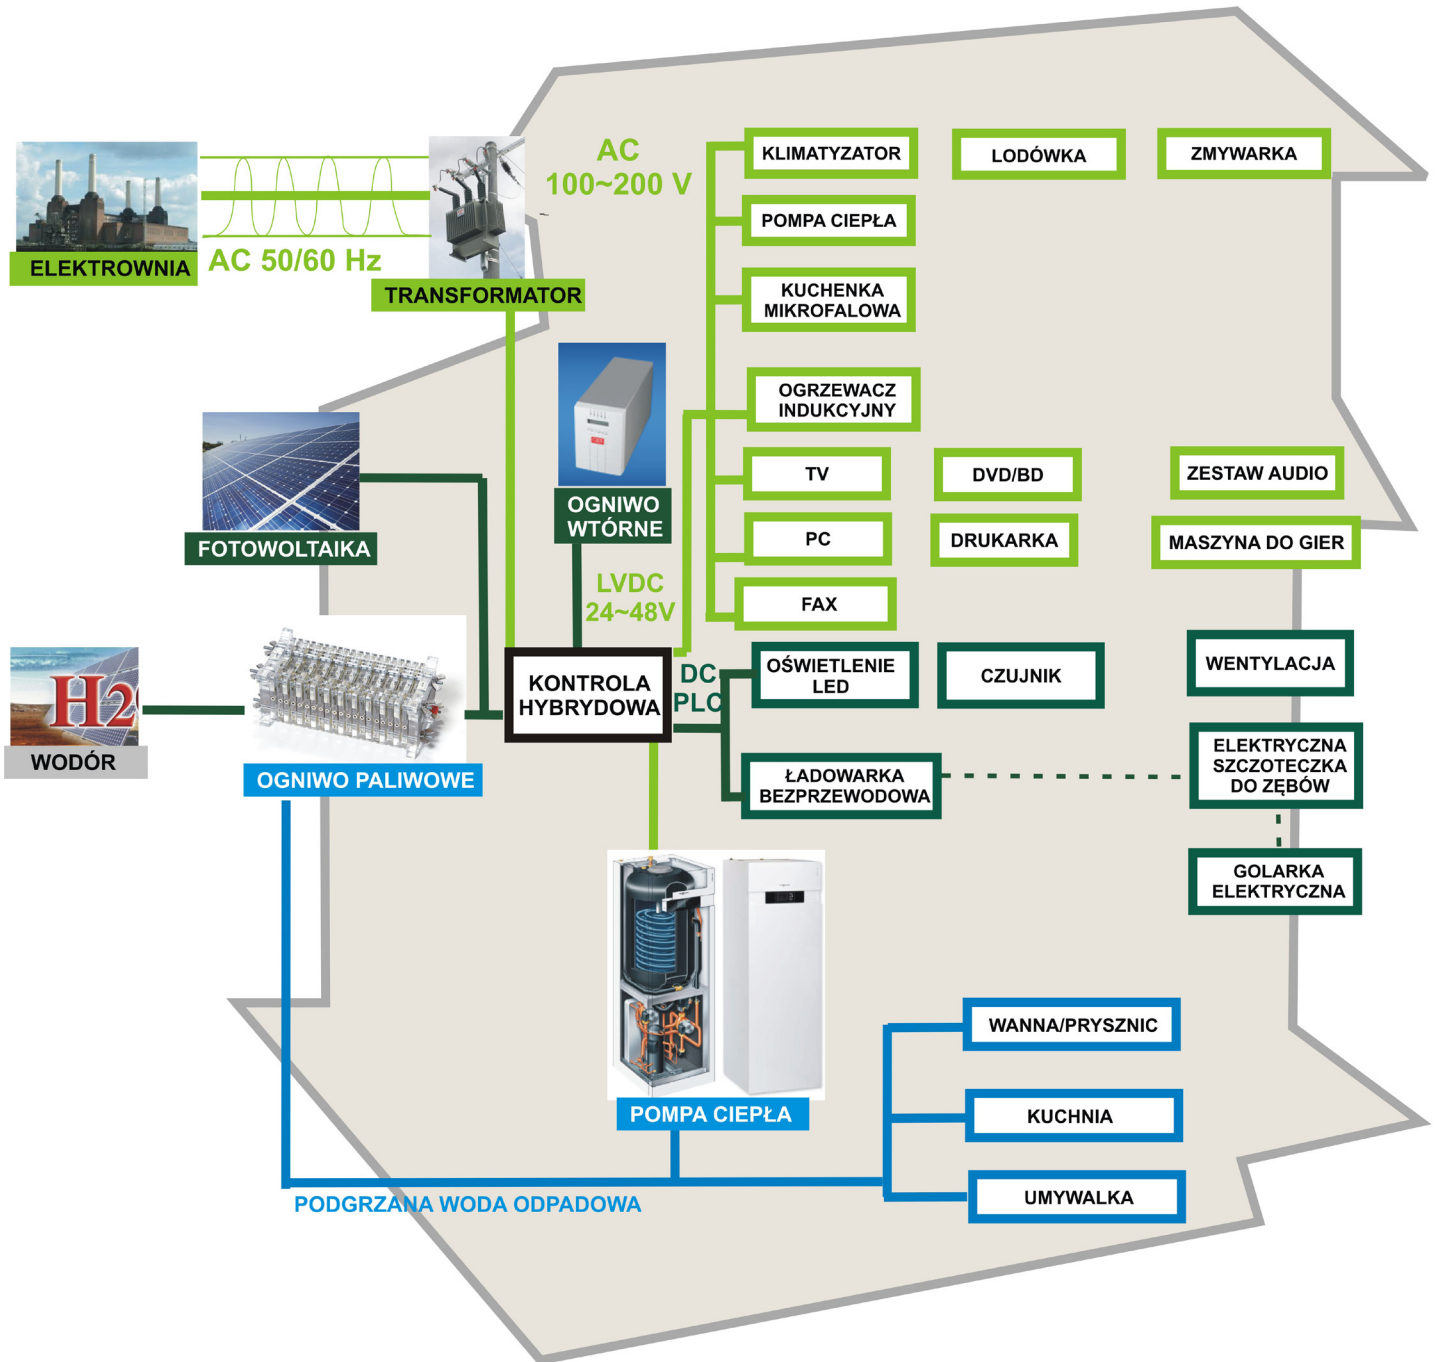 AC
100~200 V
KLIMATYZATOR
LODÓWKA
ZMYWARKA
POMPA CIEPŁA
ELEKTROWNIA
AC 50/60 Hz
TRANSFORMATOR
KUCHENKA
MIKROFALOWA
OGRZEWACZ
INDUKCYJNY
TV
DVD/BD
ZESTAW AUDIO
OGNIWO
WTÓRNE
FOTOWOLTAIKA
PC
DRUKARKA
MASZYNA DO GIER
LVDC
24~48V
FAX
H2
WODÓR
OGNIWO PALIWOWE
KONTROLA
HYBRYDOWA
DC
PLC
OŚWIETLENIE
LED
CZUJNIK
WENTYLACJA
ŁADOWARKA
BEZPRZEWODOWA
ELEKTRYCZNA
SZCZOTECZKA
DO ZĘBÓW
GOLARKA
ELEKTRYCZNA
POMPA CIEPŁA
WANNA/PRYSZNIC
KUCHNIA
UMYWALKA
PODGRZANA WODA ODPADOWA